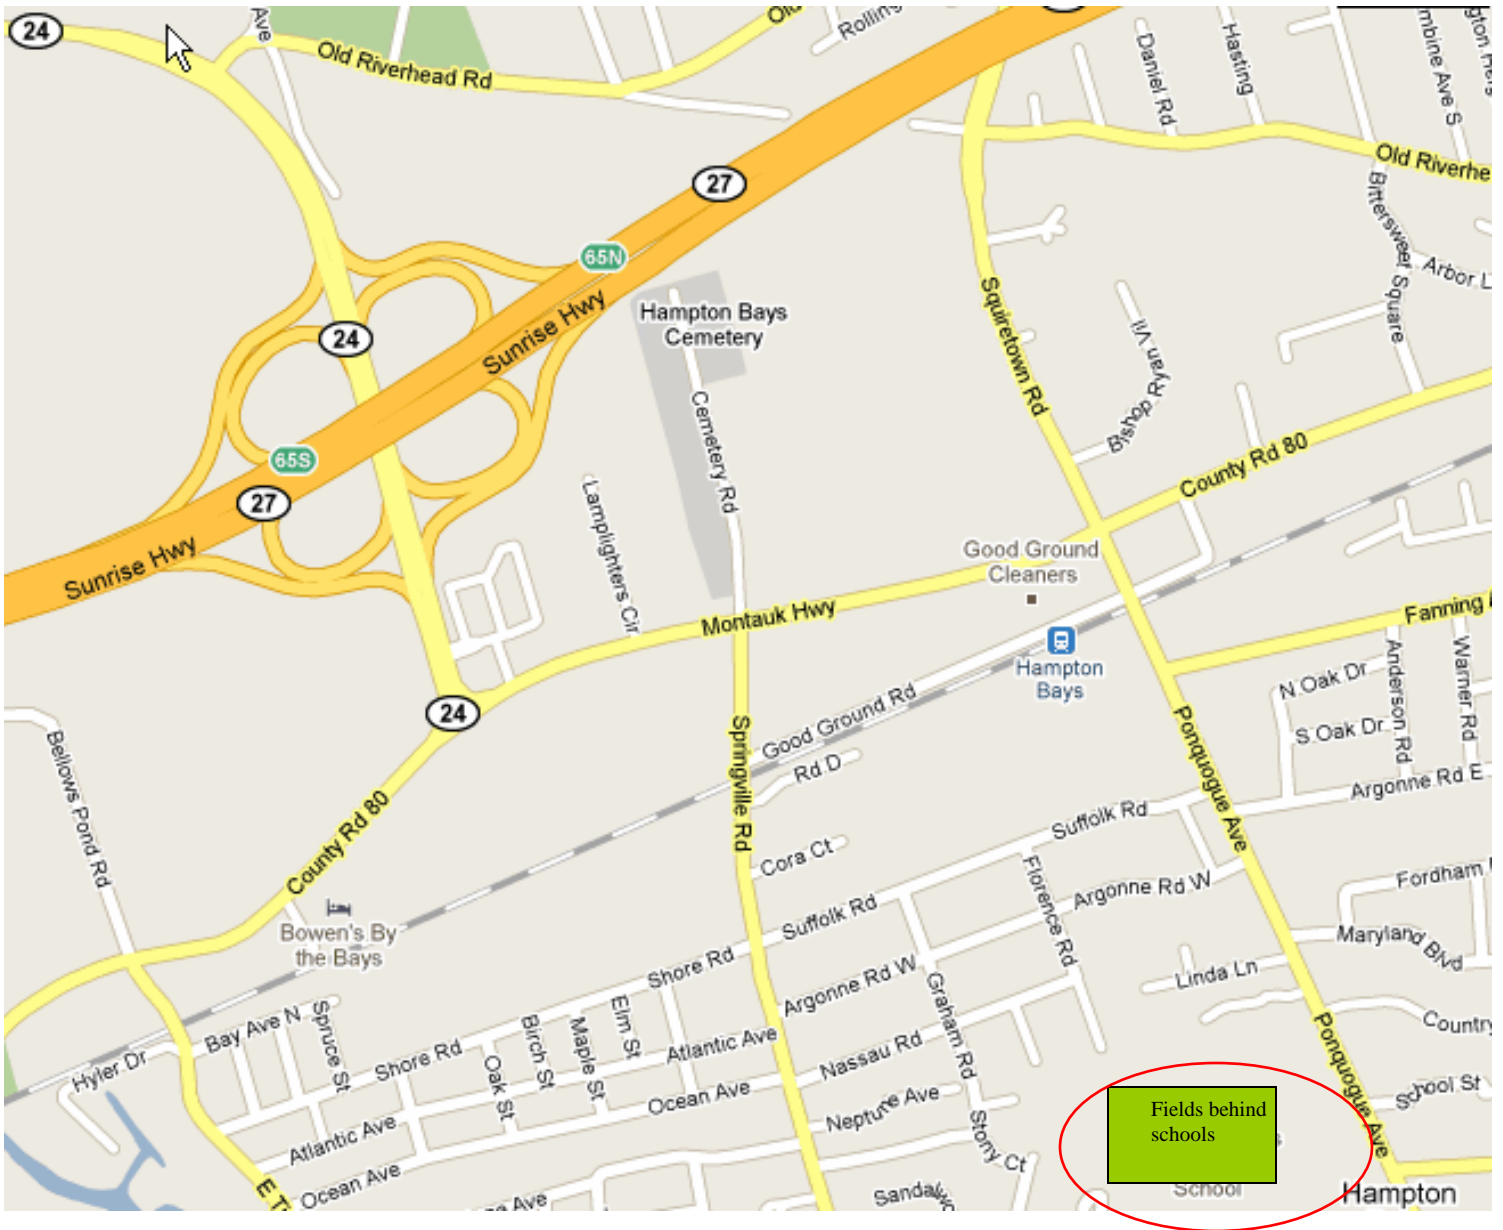 24
Ave
Old Riverhead Rd
Rolling
Daniel Rd
Hasting
Ave S
Old
27
65N
Sunrise Hwy
24
Hampton Bays
Cemetery
Cemetery Rd
Squiretown Rd
Bishop Ryan Vil
Bittersweet Square
Arbor
65S
27
Sunrise Hwy
Lamplighters Cir
County Rd 80
Good Ground
Cleaners
Montauk Hwy
Hampton
Bays
Fanning
Anderson Rd
Warner Rd
N Oak Dr
S Oak Dr
24
Good Ground Rd
Springville Rd
Rd D
Ponquogue Ave
Argonne Rd E
Bellows Pond Rd
County Rd 80
Suffolk Rd
Cora Ct
Florence Rd
Argonne Rd W
Fordham
Bowen's By
the Bays
Suffolk Rd
Maryland Blvd
Shore Rd
Argonne Rd W
Graham Rd
Linda Ln
Bay Ave N
Spruce St
Shore Rd
Oak St
Birch St
Maple St
Elm St
Atlantic Ave
Nassau Rd
Country
Ponquogue Ave
Hyler Dr
Ocean Ave
Neptune Ave
Stony Ct
School St
Fields behind
schools
Atlantic Ave
Ocean Ave
Ave
School
Hampton